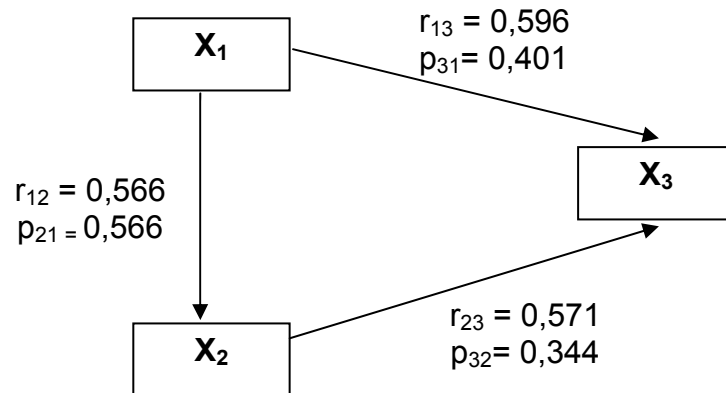 X₁
r₁₃ = 0,596
p₃₁= 0,401
X₃
r₁₂ = 0,566
p₂₁ = 0,566
r₂₃ = 0,571
p₃₂= 0,344
X₂